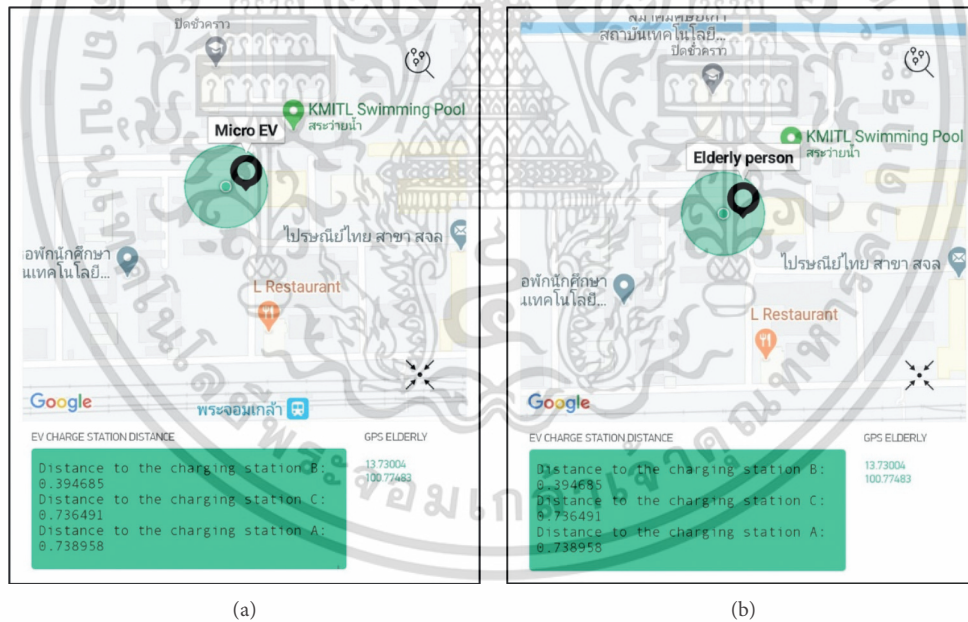 ปิดชั่วคราว
KMITL Swimming Pool
สระว่ายน้ำ
Micro EV
ไปรษณีย์ไทย สาขา สจล
อพักนักศึกษา
นเทคโนโลยี...
L Restaurant
Google
พระจอมเกล้า
EV CHARGE STATION DISTANCE
GPS ELDERLY
Distance to the charging station B:
0.394685
Distance to the charging station C:
0.736491
Distance to the charging station A:
0.738958
13.73004
100.77483
(a)
สถาบันเทคโนโลยี...
ปิดชั่วคราว
KMITL Swimming Pool
สระว่ายน้ำ
Elderly person
ไปรษณีย์ไทย สาขา สจล
อพักนักศึกษา
นเทคโนโลยี...
L Restaurant
Google
EV CHARGE STATION DISTANCE
GPS ELDERLY
Distance to the charging station B:
0.394685
Distance to the charging station C:
0.736491
Distance to the charging station A:
0.738958
13.73004
100.77483
(b)